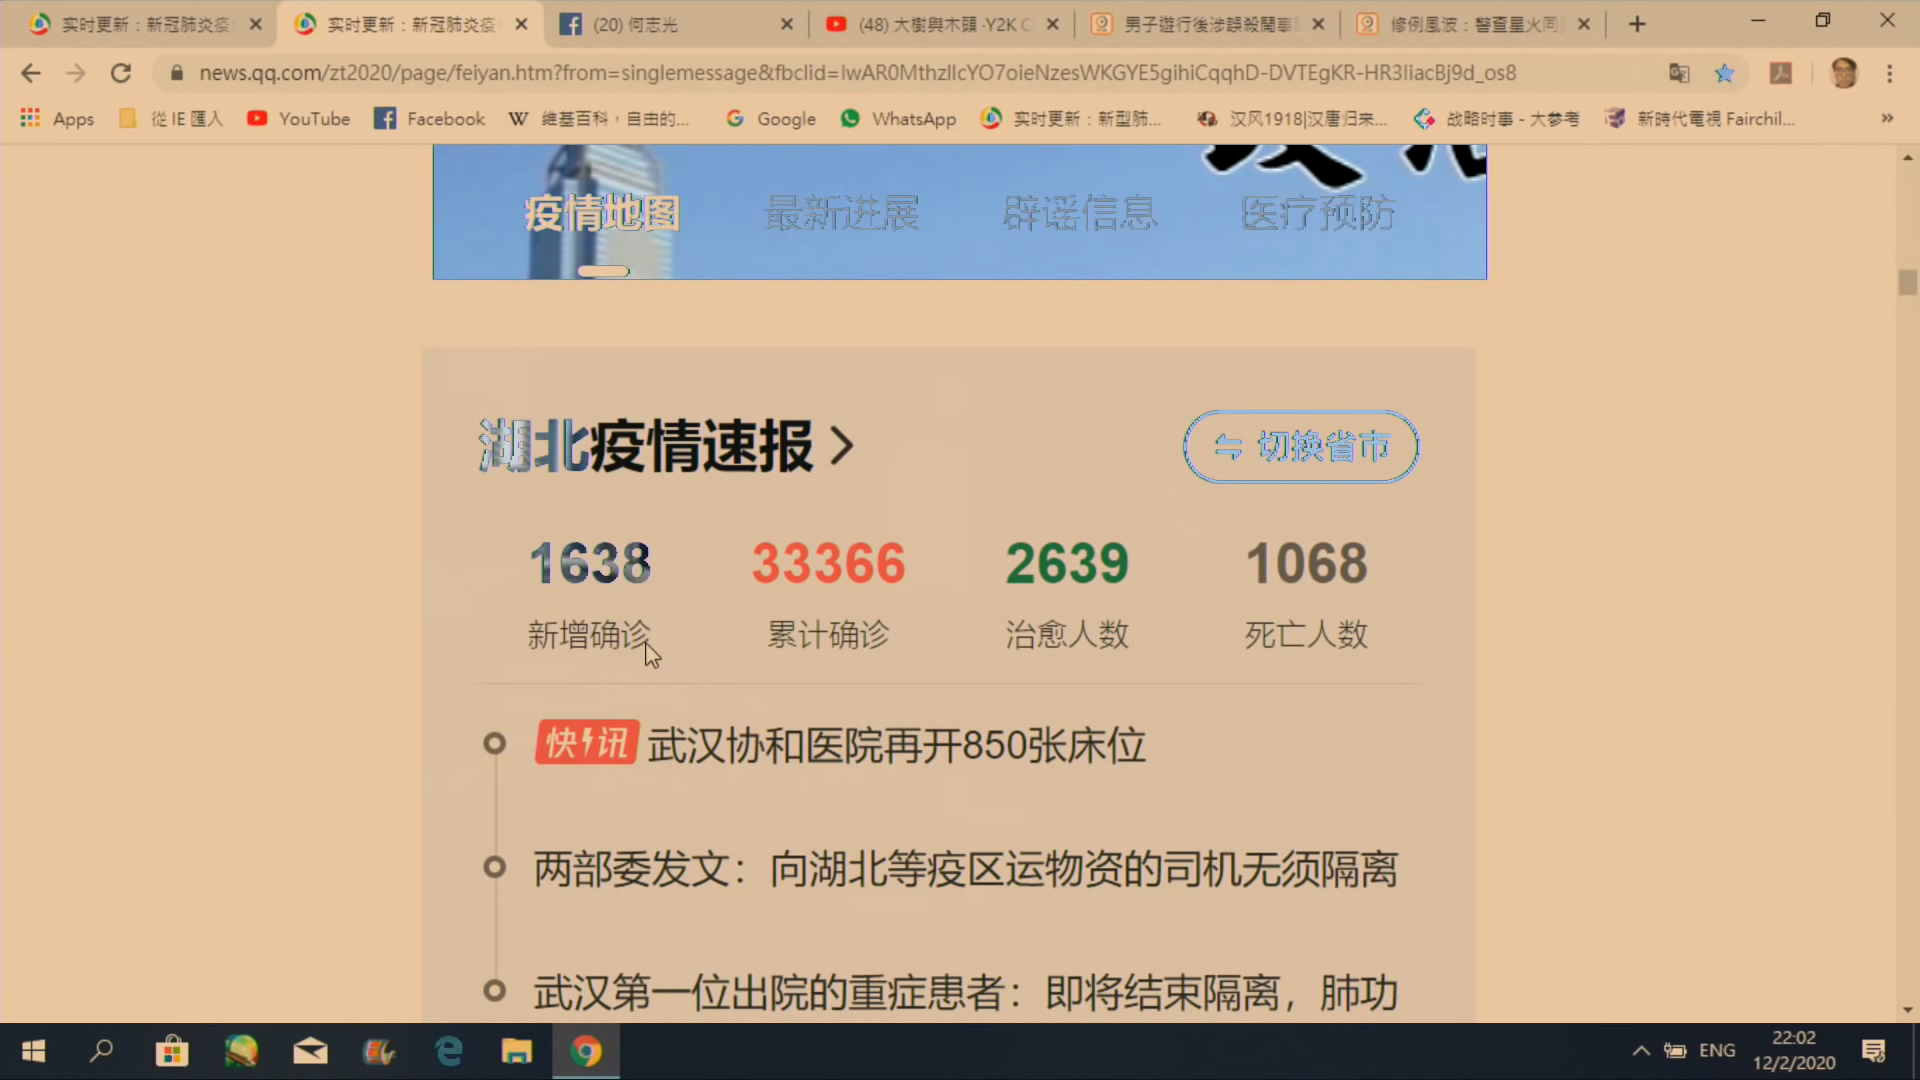 实时更新：新冠肺炎疫
实时更新：新冠肺炎疫
(20) 何志光
(48) 大樹與木頭 -Y2K C
男子遊行後涉誤殺鬧事
修例風波：警查星火同
news.qq.com/zt2020/page/feiyan.htm?from=singlemessage&fbclid=IwAR0MthzlIcYO7oieNzesWKGYE5gihiCqqhD-DVTEgKR-HR3IiacBj9d_os8
Apps
從 IE 匯入
YouTube
Facebook
維基百科，自由的...
Google
WhatsApp
实时更新：新型肺...
汉风1918|汉唐归来...
战略时事 - 大参考
新時代電視 Fairchil...
疫情地图
最新进展
辟谣信息
医疗预防
湖北疫情速报
切换省市
1638
33366
2639
1068
新增确诊
累计确诊
治愈人数
死亡人数
快讯 武汉协和医院再开850张床位
两部委发文：向湖北等疫区运物资的司机无须隔离
武汉第一位出院的重症患者：即将结束隔离，肺功
ENG
22:02
12/2/2020